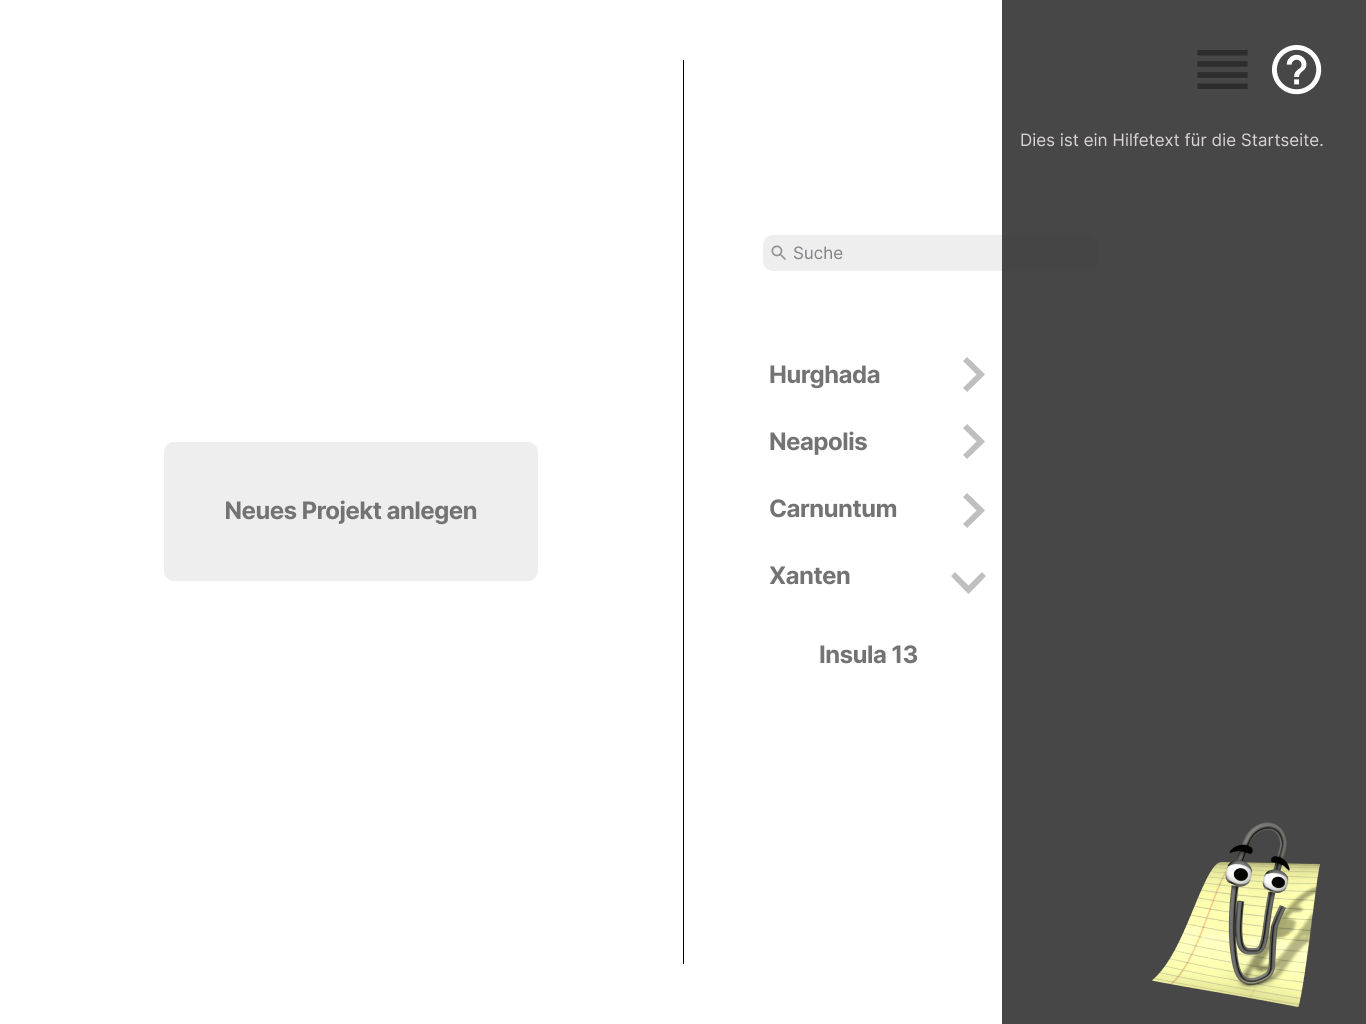 Dies ist ein Hilfetext für die Startseite.
Suche
Hurghada
Neapolis
Neues Projekt anlegen
Carnuntum
Xanten
Insula 13